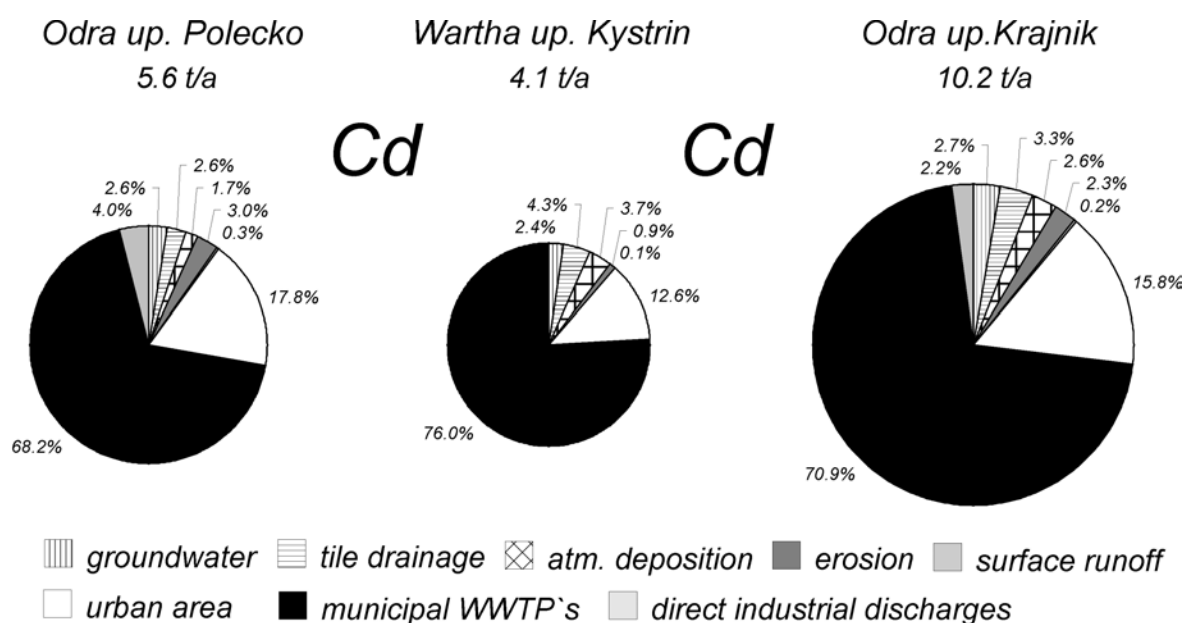 Odra up. Polecko
5.6 t/a
Wartha up. Kystrin
4.1 t/a
Odra up.Krajnik
10.2 t/a
Cd
Cd
2.6%
2.6%
1.7%
4.0%
3.0%
0.3%
17.8%
68.2%
4.3%
3.7%
2.4%
0.9%
0.1%
12.6%
76.0%
3.3%
2.7%
2.6%
2.2%
2.3%
0.2%
15.8%
70.9%
groundwater
tile drainage
atm. deposition
erosion
surface runoff
urban area
municipal WWTP`s
direct industrial discharges